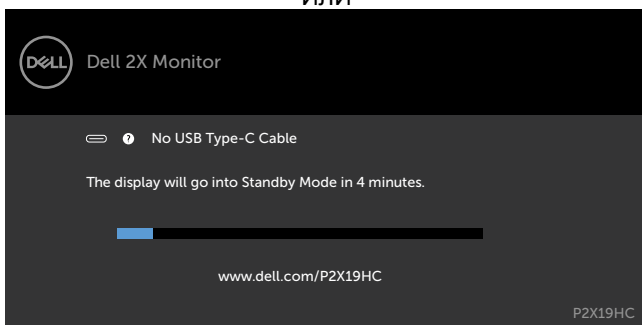 или
DELL
Dell 2X Monitor
No USB Type-C Cable
The display will go into Standby Mode in 4 minutes.
www.dell.com/P2X19HC
P2X19HC